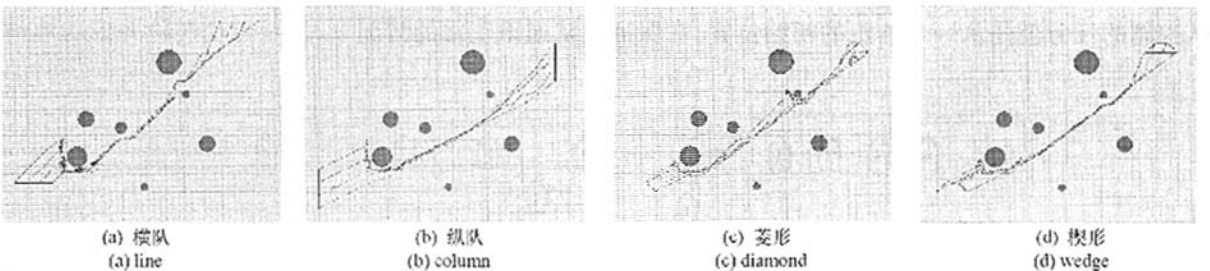 (a) 横队
(a) line
(b) 纵队
(b) column
(c) 菱形
(c) diamond
(d) 楔形
(d) wedge